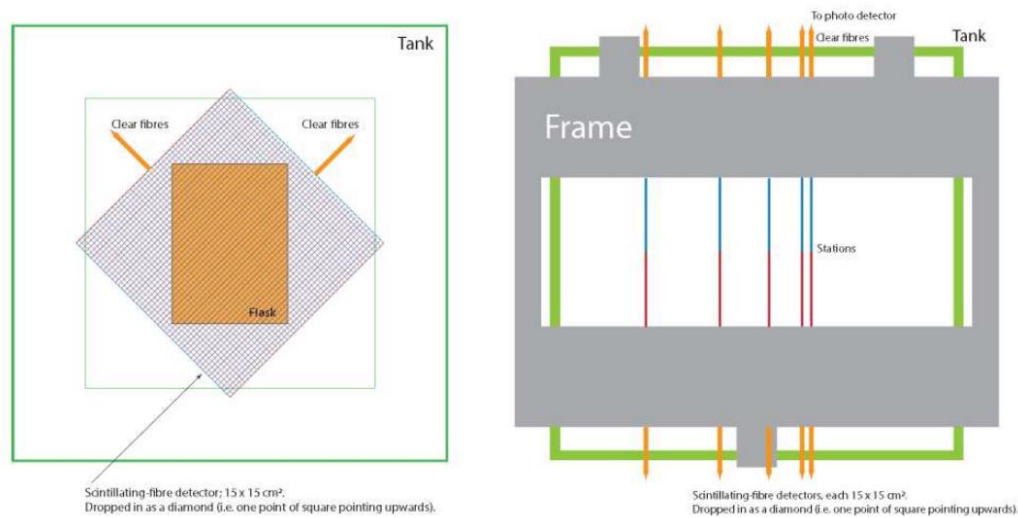 Tank
Clear fibres
Clear fibres
Flask
Scintillating-fibre detector; 15 x 15 cm².
Dropped in as a diamond (i.e. one point of square pointing upwards).
To photo detector
Clear fibres
Tank
Frame
Stations
Scintillating-fibre detectors, each 15 x 15 cm².
Dropped in as a diamond (i.e. one point of square pointing upwards).